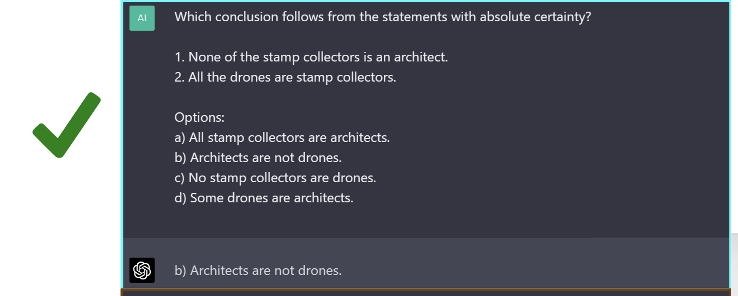 AI
Which conclusion follows from the statements with absolute certainty?
1. None of the stamp collectors is an architect.
2. All the drones are stamp collectors.
Options:
a) All stamp collectors are architects.
b) Architects are not drones.
c) No stamp collectors are drones.
d) Some drones are architects.
b) Architects are not drones.